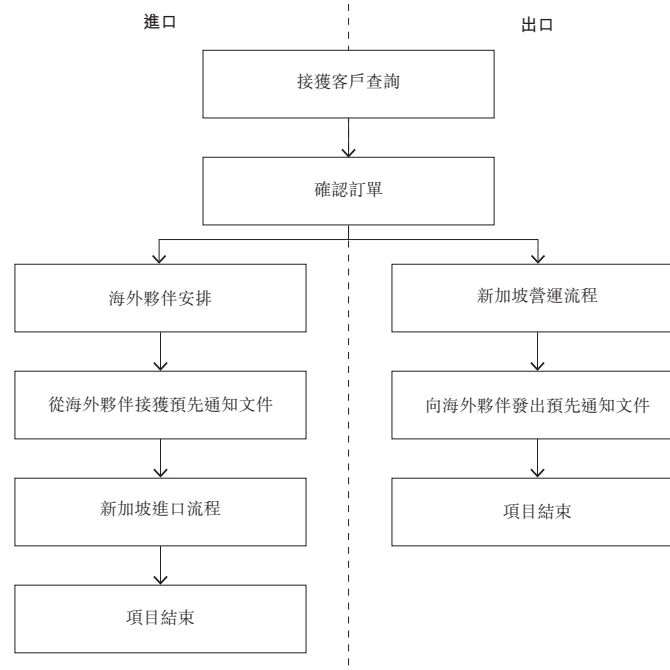 進口
出口
接獲客戶查詢
確認訂單
海外夥伴安排
新加坡營運流程
從海外夥伴接獲預先通知文件
向海外夥伴發出預先通知文件
新加坡進口流程
項目結束
項目結束